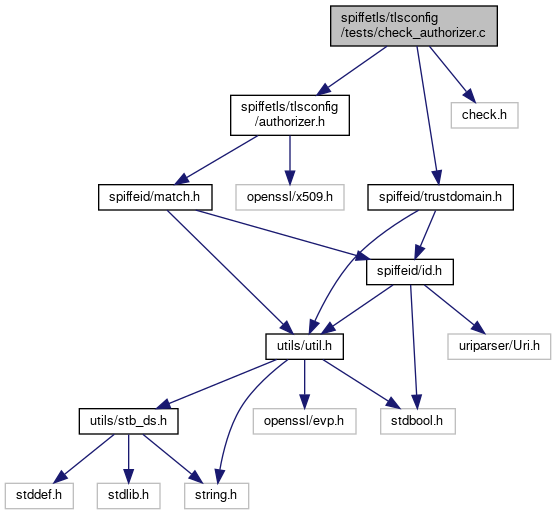 spiffetls/tlsconfig
/tests/check_authorizer.c
spiffetls/tlsconfig
/authorizer.h
check.h
spiffeid/match.h
openssl/x509.h
spiffeid/trustdomain.h
spiffeid/id.h
utils/util.h
uriparser/Uri.h
utils/stb_ds.h
openssl/evp.h
stdbool.h
stddef.h
stdlib.h
string.h